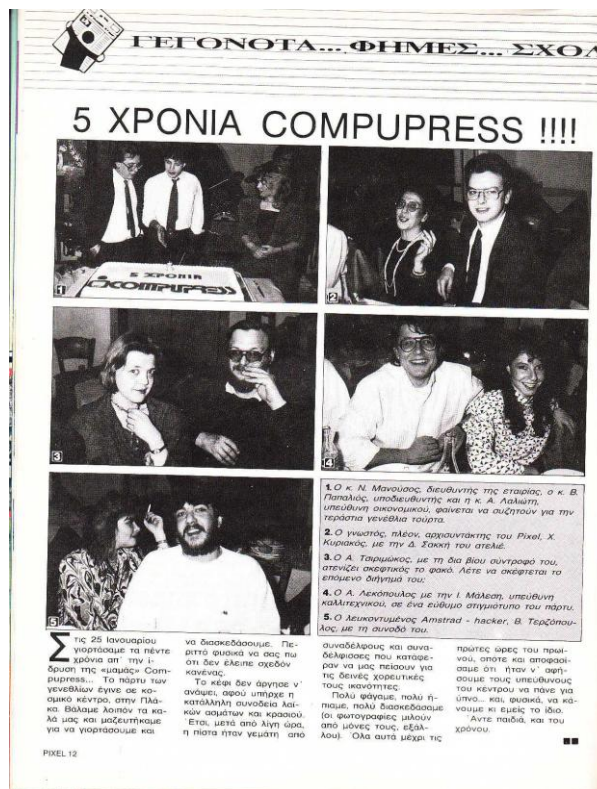 ΓΕΓΟΝΟΤΑ... ΦΗΜΕΣ... ΣΧΟΛ
5 ΧΡΟΝΙΑ COMPUPRESS !!!!
5 ΧΡΟΝΙΑ
COMPUPRESS
1
2
3
4
5
1. Ο κ. Ν. Μανούσος, διευθυντής της εταιρίας, ο κ. Β.
Παπαλιός, υποδιευθυντής και η κ. Α. Λαλιώτη,
υπεύθυνη οικονομικού, φαίνεται να συζητούν για την
τεράστια γενέθλια τούρτα.
2. Ο γνωστός, πλέον, αρχισυντάκτης του Pixel, Χ.
Κυριακός, με την Δ. Σακκή του ατελιέ.
3. Ο Α. Τσιριμώκος, με τη δια βίου σύντροφό του,
ατενίζει σκεφτικός το φακό. Λέτε να σκέφτεται το
επόμενο διήγημά του;
4. Ο Α. Λεκόπουλος με την Ι. Μάλεση, υπεύθυνη
καλλιτεχνικού, σε ένα εύθυμο στιγμιότυπο του πάρτυ.
5. Ο λευκοντυμένος Amstrad - hacker, Β. Τερζόπου-
λος, με τη συνοδό του.
Στις 25 Ιανουαρίου
γιορτάσαμε τα πέντε
χρόνια απ' την ί-
δρυση της «μαμάς» Com-
pupress... Το πάρτυ των
γενεθλίων έγινε σε κο-
σμικό κέντρο, στην Πλά-
κα. Βάλαμε λοιπόν τα κα-
λά μας και μαζευτήκαμε
για να γιορτάσουμε και
να διασκεδάσουμε. Πε-
ριττό φυσικά να σας πω
ότι δεν έλειπε σχεδόν
κανένας.
Το κέφι δεν άργησε ν'
ανάψει, αφού υπήρχε η
κατάλληλη συνοδεία λαϊ-
κών ασμάτων και κρασιού.
Έτσι, μετά από λίγη ώρα,
η πίστα ήταν γεμάτη από
συναδέλφους και συνα-
δέλφισσες που κατάφε-
ραν να μας πείσουν για
τις δεινές χορευτικές
τους ικανότητες.
Πολύ φάγαμε, πολύ ή-
πιαμε, πολύ διασκεδάσαμε
(οι φωτογραφίες μιλούν
από μόνες τους, εξάλ-
λου). Όλα αυτά μέχρι τις
πρώτες ώρες του πρωι-
νού, οπότε και αποφασί-
σαμε ότι ήταν ν' αφή-
σουμε τους υπεύθυνους
του κέντρου να πάνε για
ύπνο... και, φυσικά, να κά-
νουμε κι εμείς το ίδιο.
Άντε παιδιά, και του
χρόνου.
PIXEL 12